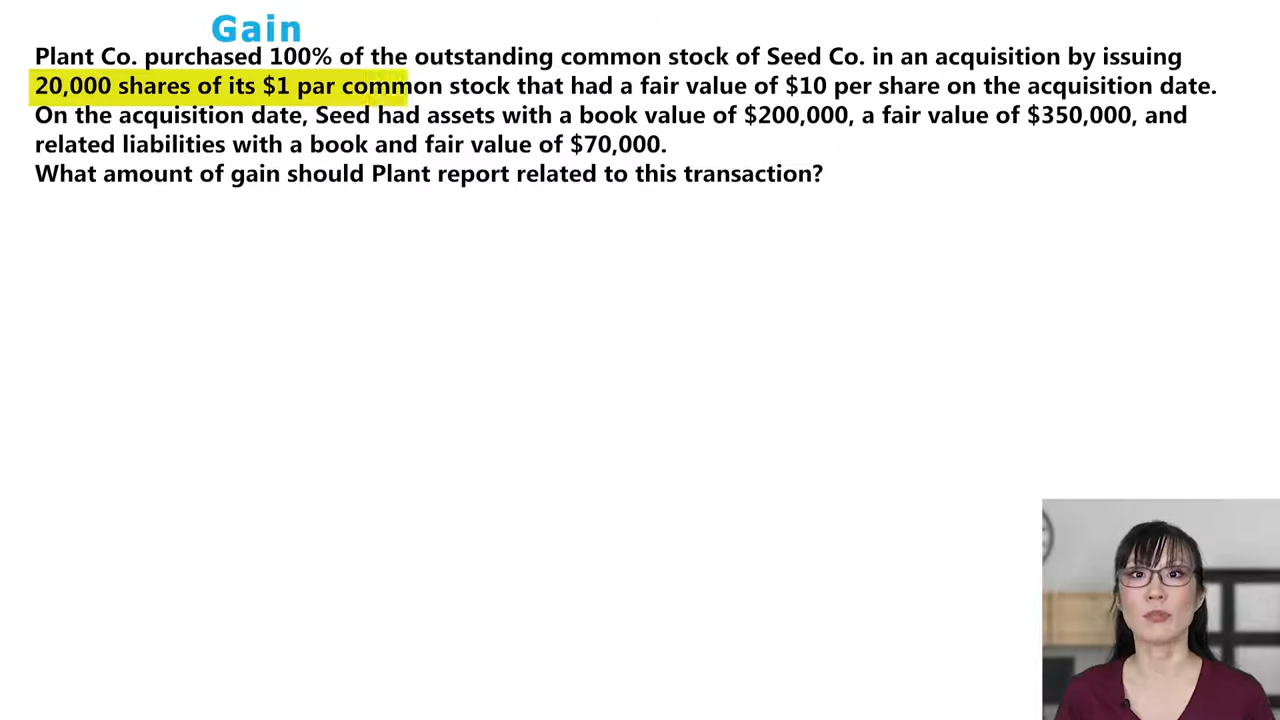 Gain
Plant Co. purchased 100% of the outstanding common stock of Seed Co. in an acquisition by issuing
20,000 shares of its $1 par common stock that had a fair value of $10 per share on the acquisition date.
On the acquisition date, Seed had assets with a book value of $200,000, a fair value of $350,000, and
related liabilities with a book and fair value of $70,000.
What amount of gain should Plant report related to this transaction?